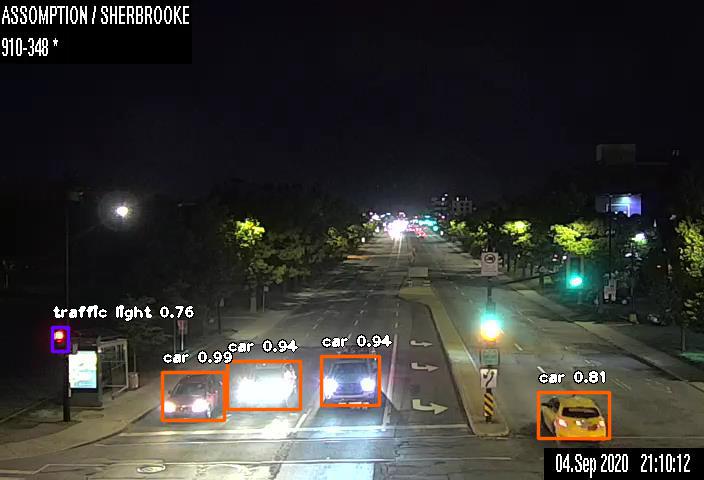 ASSOMPTION / SHERBROOKE
910-348 *
traffic light 0.76
car 0.99
car 0.94
car 0.94
car 0.81
04.Sep 2020 21:10:12